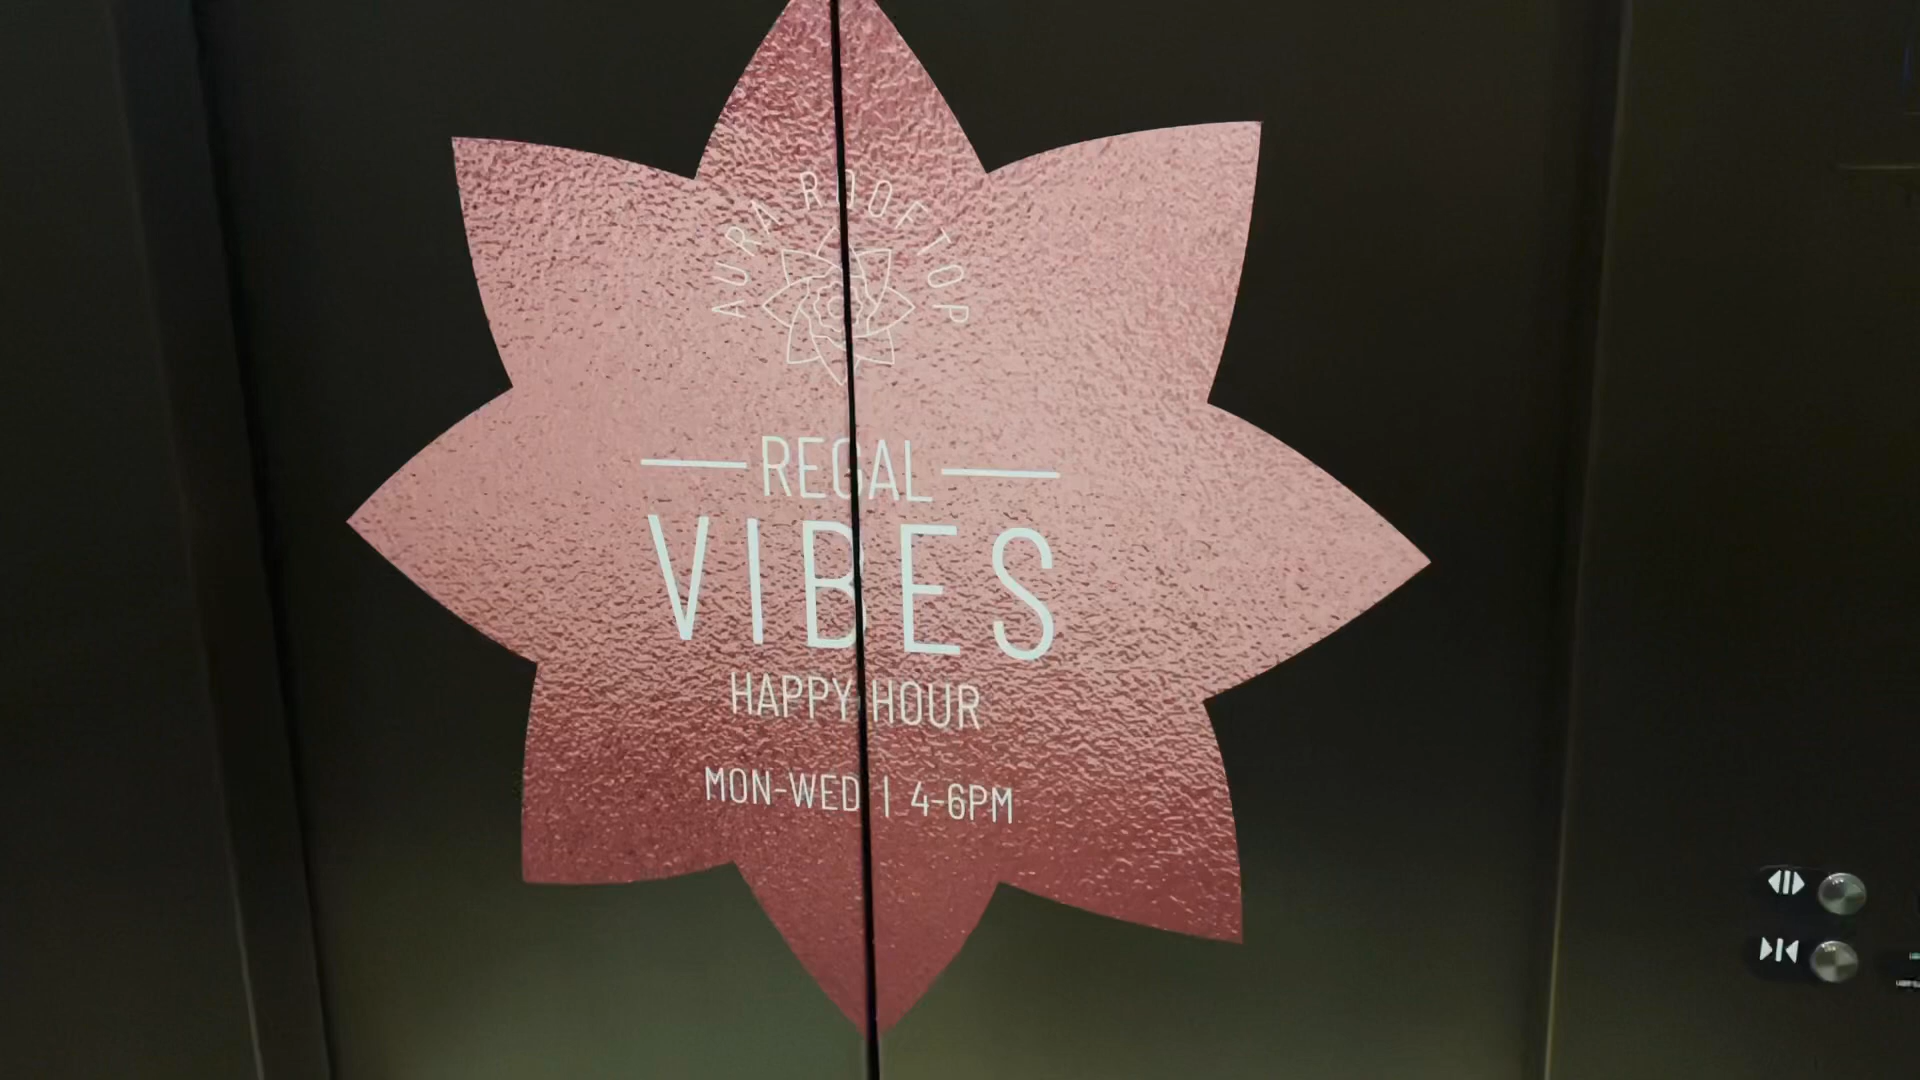 AURA ROOFTOP
REGAL
VIBES
HAPPY HOUR
MON-WED | 4-6PM